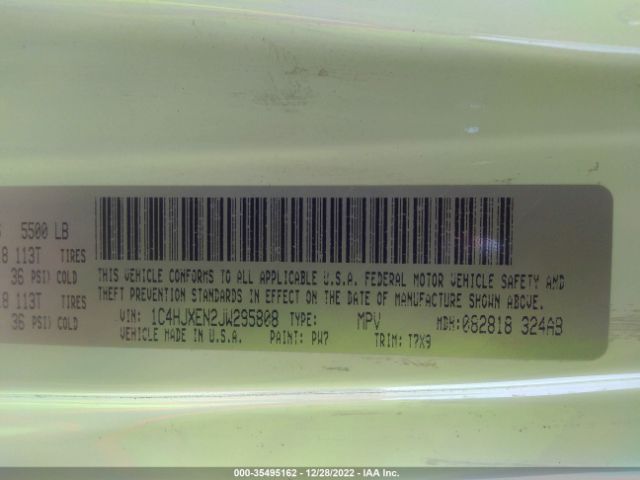 5500 LB
113T TIRES
36 PSI) COLD
113T TIRES
36 PSI) COLD
THIS VEHICLE CONFORMS TO ALL APPLICABLE U.S.A. FEDERAL MOTOR VEHICLE SAFETY AND
THEFT PREVENTION STANDARDS IN EFFECT ON THE DATE OF MANUFACTURE SHOWN ABOVE.
VIN: 1C4HJXEN2JW295808 TYPE: MPV MDH: 082818 324AB
VEHICLE MADE IN U.S.A. PAINT: PW7 TRIM: T7X9
000-35495162 - 12/28/2022 - IAA Inc.